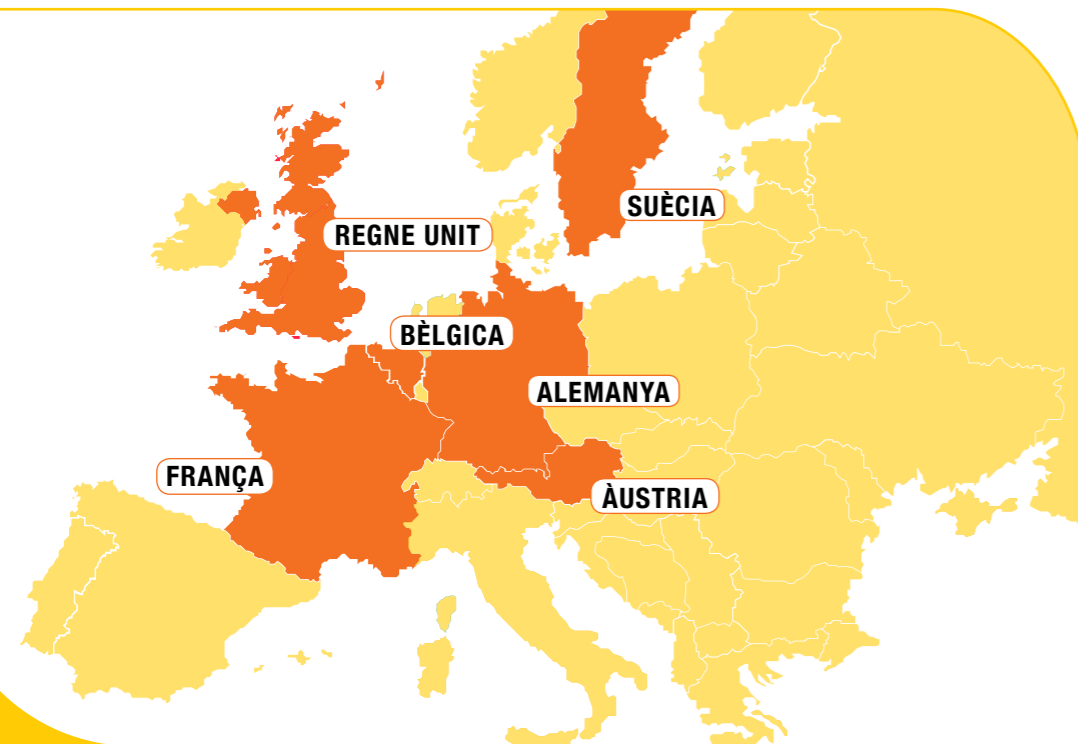 SUÈCIA
REGNE UNIT
BÈLGICA
ALEMANYA
FRANÇA
ÀUSTRIA